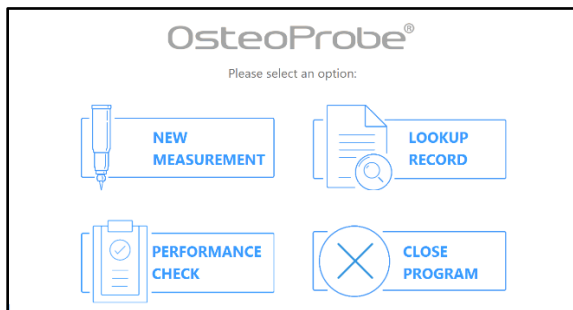 OsteoProbe®
Please select an option:
NEW
MEASUREMENT
LOOKUP
RECORD
PERFORMANCE
CHECK
CLOSE
PROGRAM